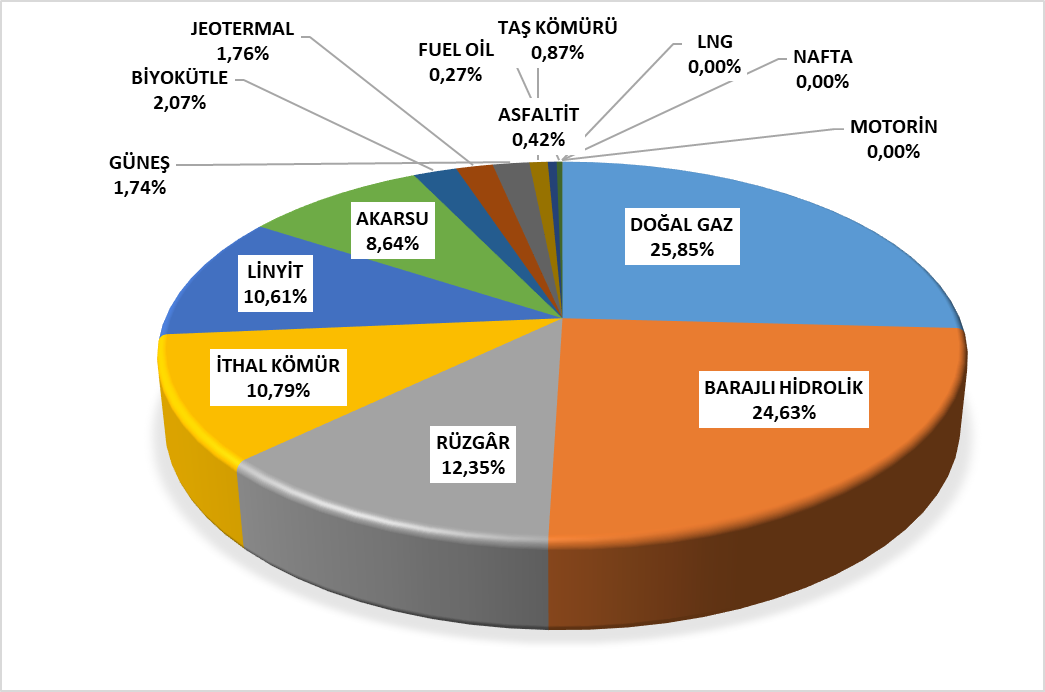 JEOTERMAL
1,76%
BİYOKÜTLE
2,07%
GÜNEŞ
1,74%
FUEL OİL
0,27%
TAŞ KÖMÜRÜ
0,87%
ASFALTİT
0,42%
LNG
0,00%
NAFTA
0,00%
MOTORİN
0,00%
AKARSU
8,64%
DOĞAL GAZ
25,85%
LİNYİT
10,61%
İTHAL KÖMÜR
10,79%
BARAJLI HİDROLİK
24,63%
RÜZGÂR
12,35%